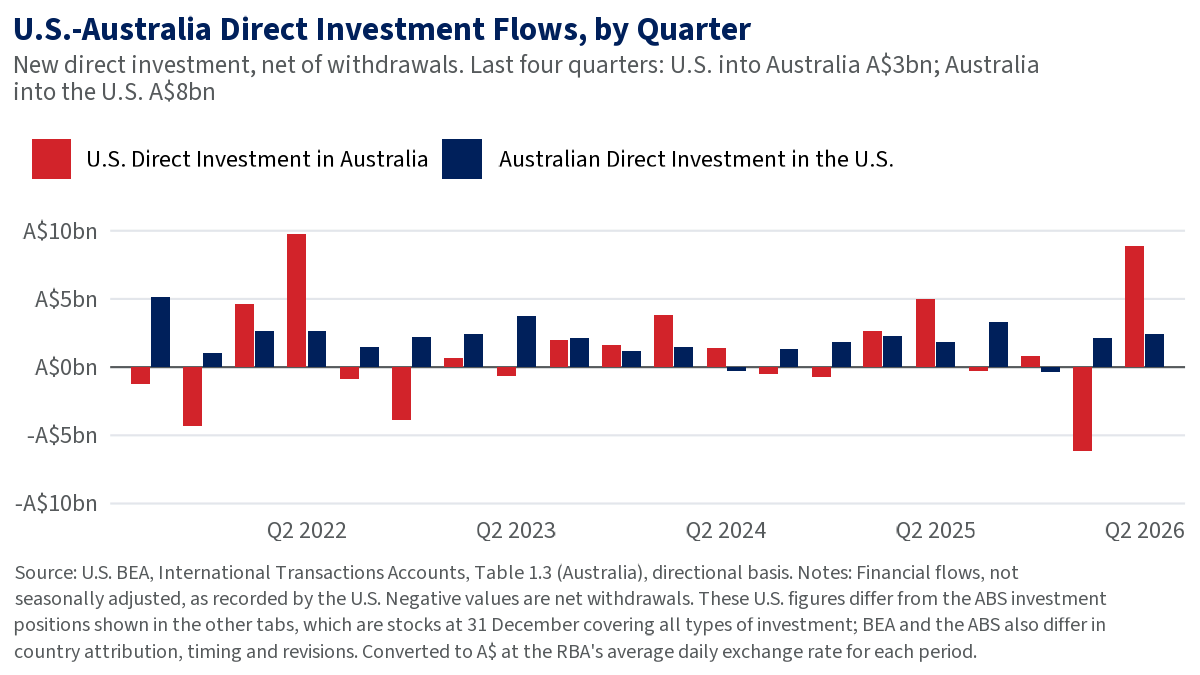 U.S.-Australia Direct Investment Flows, by Quarter
New direct investment, net of withdrawals. Last four quarters: U.S. into Australia A$3bn; Australia
into the U.S. A$8bn
U.S. Direct Investment in Australia
Australian Direct Investment in the U.S.
A$10bn
A$5bn
A$0bn
-A$5bn
-A$10bn
Q2 2022
Q2 2023
Q2 2024
Q2 2025
Q2 2026
Source: U.S. BEA, International Transactions Accounts, Table 1.3 (Australia), directional basis. Notes: Financial flows, not
seasonally adjusted, as recorded by the U.S. Negative values are net withdrawals. These U.S. figures differ from the ABS investment
positions shown in the other tabs, which are stocks at 31 December covering all types of investment; BEA and the ABS also differ in
country attribution, timing and revisions. Converted to A$ at the RBA's average daily exchange rate for each period.